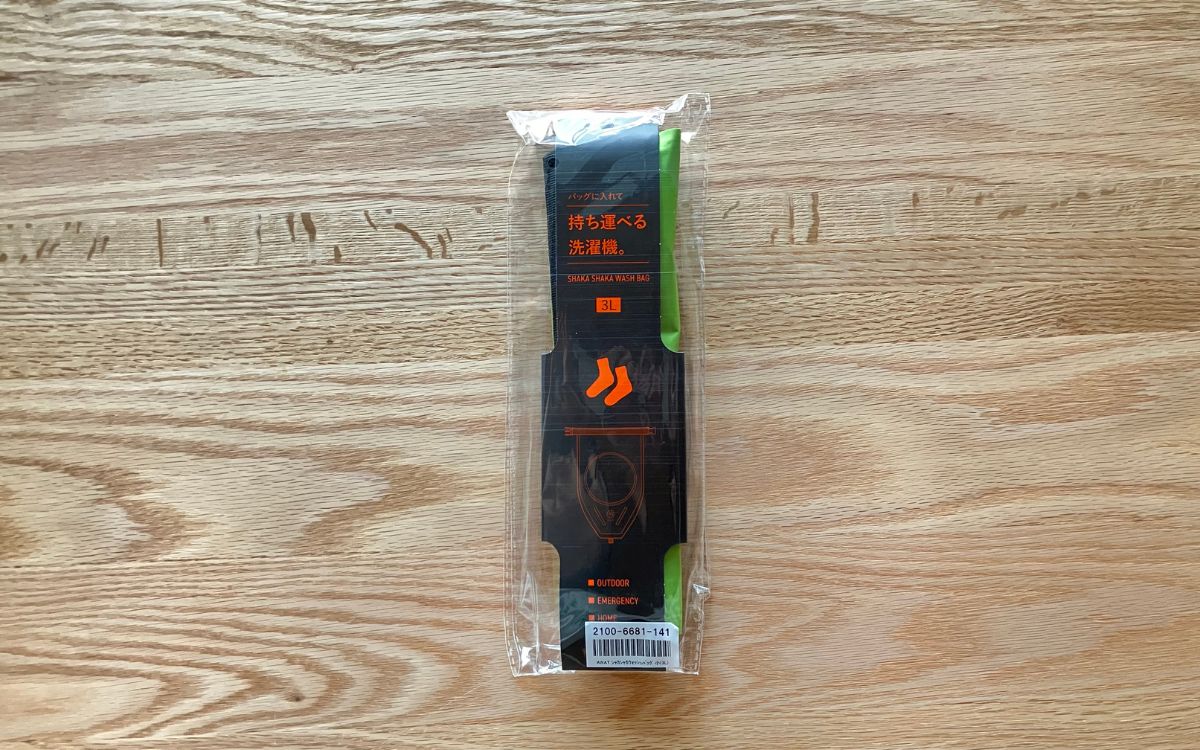 バッグに入れて
持ち運べる
洗濯機。
SHAKA SHAKA WASH BAG
3L
OUTDOOR
EMERGENCY
HOME
2100-6681-141